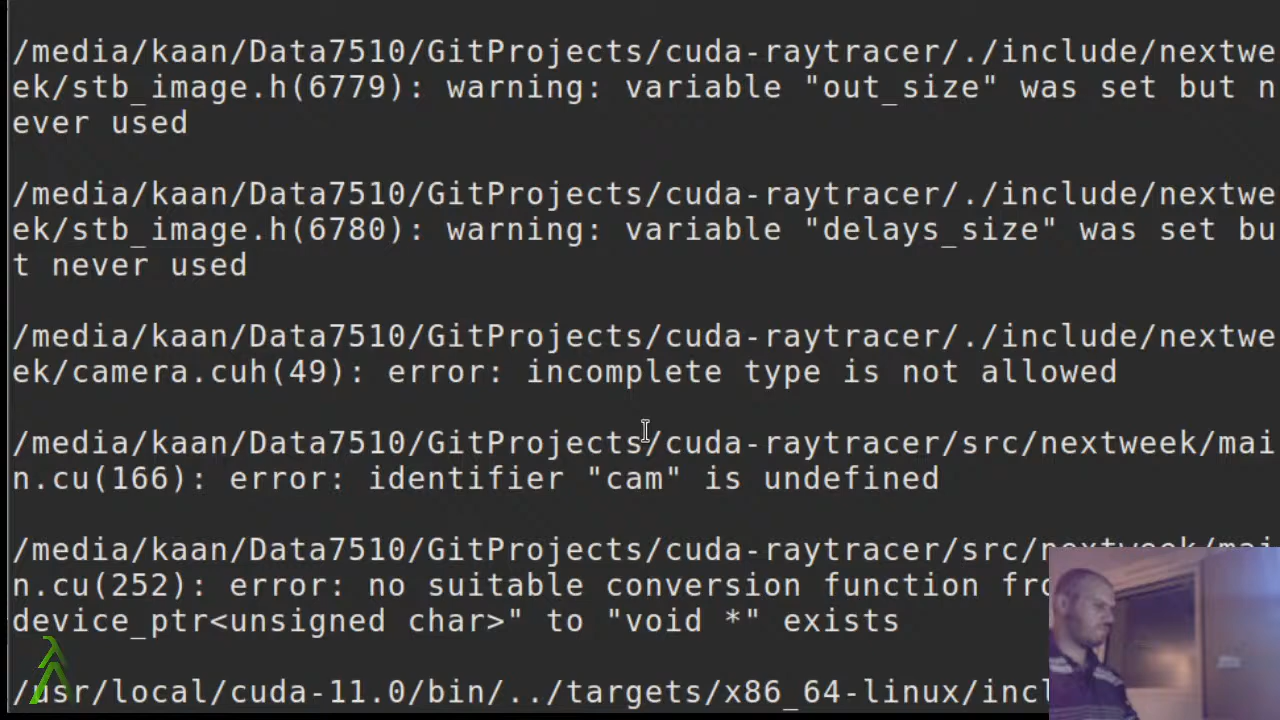 /media/kaan/Data7510/GitProjects/cuda-raytracer/./include/nextwe
ek/stb_image.h(6779): warning: variable "out_size" was set but n
ever used
/media/kaan/Data7510/GitProjects/cuda-raytracer/./include/nextwe
ek/stb_image.h(6780): warning: variable "delays_size" was set bu
t never used
/media/kaan/Data7510/GitProjects/cuda-raytracer/./include/nextwe
ek/camera.cuh(49): error: incomplete type is not allowed
/media/kaan/Data7510/GitProjects/cuda-raytracer/src/nextweek/mai
n.cu(166): error: identifier "cam" is undefined
/media/kaan/Data7510/GitProjects/cuda-raytracer/src/nextweek/mai
n.cu(252): error: no suitable conversion function
device_ptr<unsigned char>" to "void *" exists
/usr/local/cuda-11.0/bin/../targets/x86_64-linux/